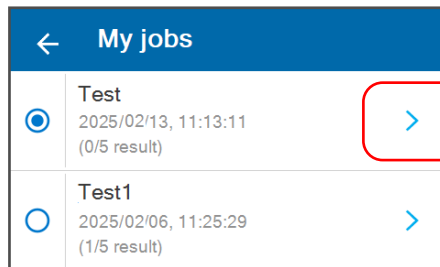 My jobs
Test
2025/02/13, 11:13:11
(0/5 result)
Test1
2025/02/06, 11:25:29
(1/5 result)